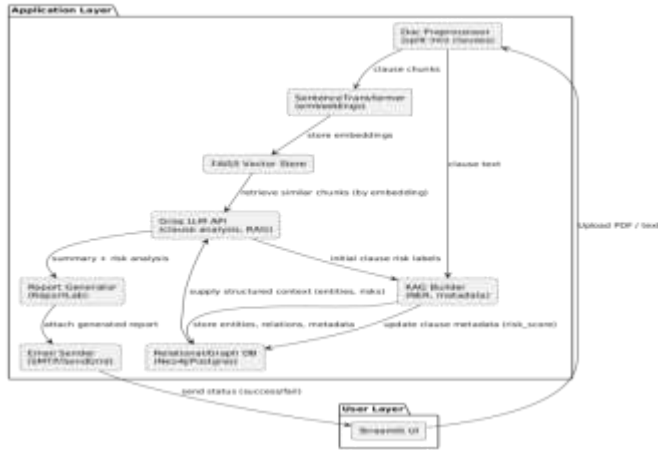 Application Layer
Doc Preprocessor
(split into clauses)
clause chunks
SentenceTransformer
(embeddings)
store embeddings
clause text
FAISS Vector Store
retrieve similar chunks (by embedding)
Upload PDF / text
Groq LLM API
(clause analysis, RAG)
summary + risk analysis
initial clause risk labels
Report Generator
(ReportLab)
supply structured context (entities, risks)
Builder
(NER, metadata)
attach generated report
store entities, relations, metadata
update clause metadata (risk_score)
Email Sender
(SMTP/SendGrid)
Relational/Graph DB
(Neo4j/Postgres)
send status (success/fail)
User Layer
Streamlit UI